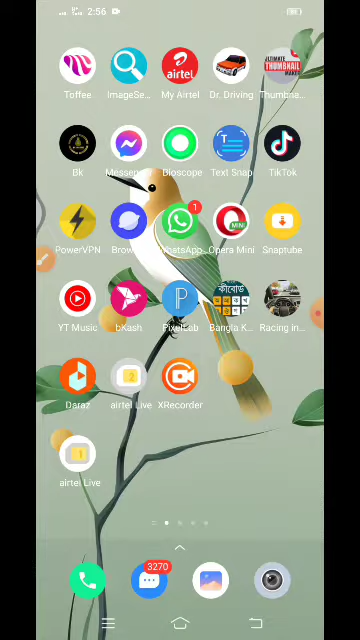 2:56
Toffee ImageSe... My Airtel Dr. Driving Thumbna...
Bk Messenger Bioscope Text Snap TikTok
PowerVPN Brow WhatsApp Opera Mini Snaptube
1
YT Music bKash PixelLab Bangla K... Racing in...
Daraz airtel Live XRecorder
airtel Live
3270